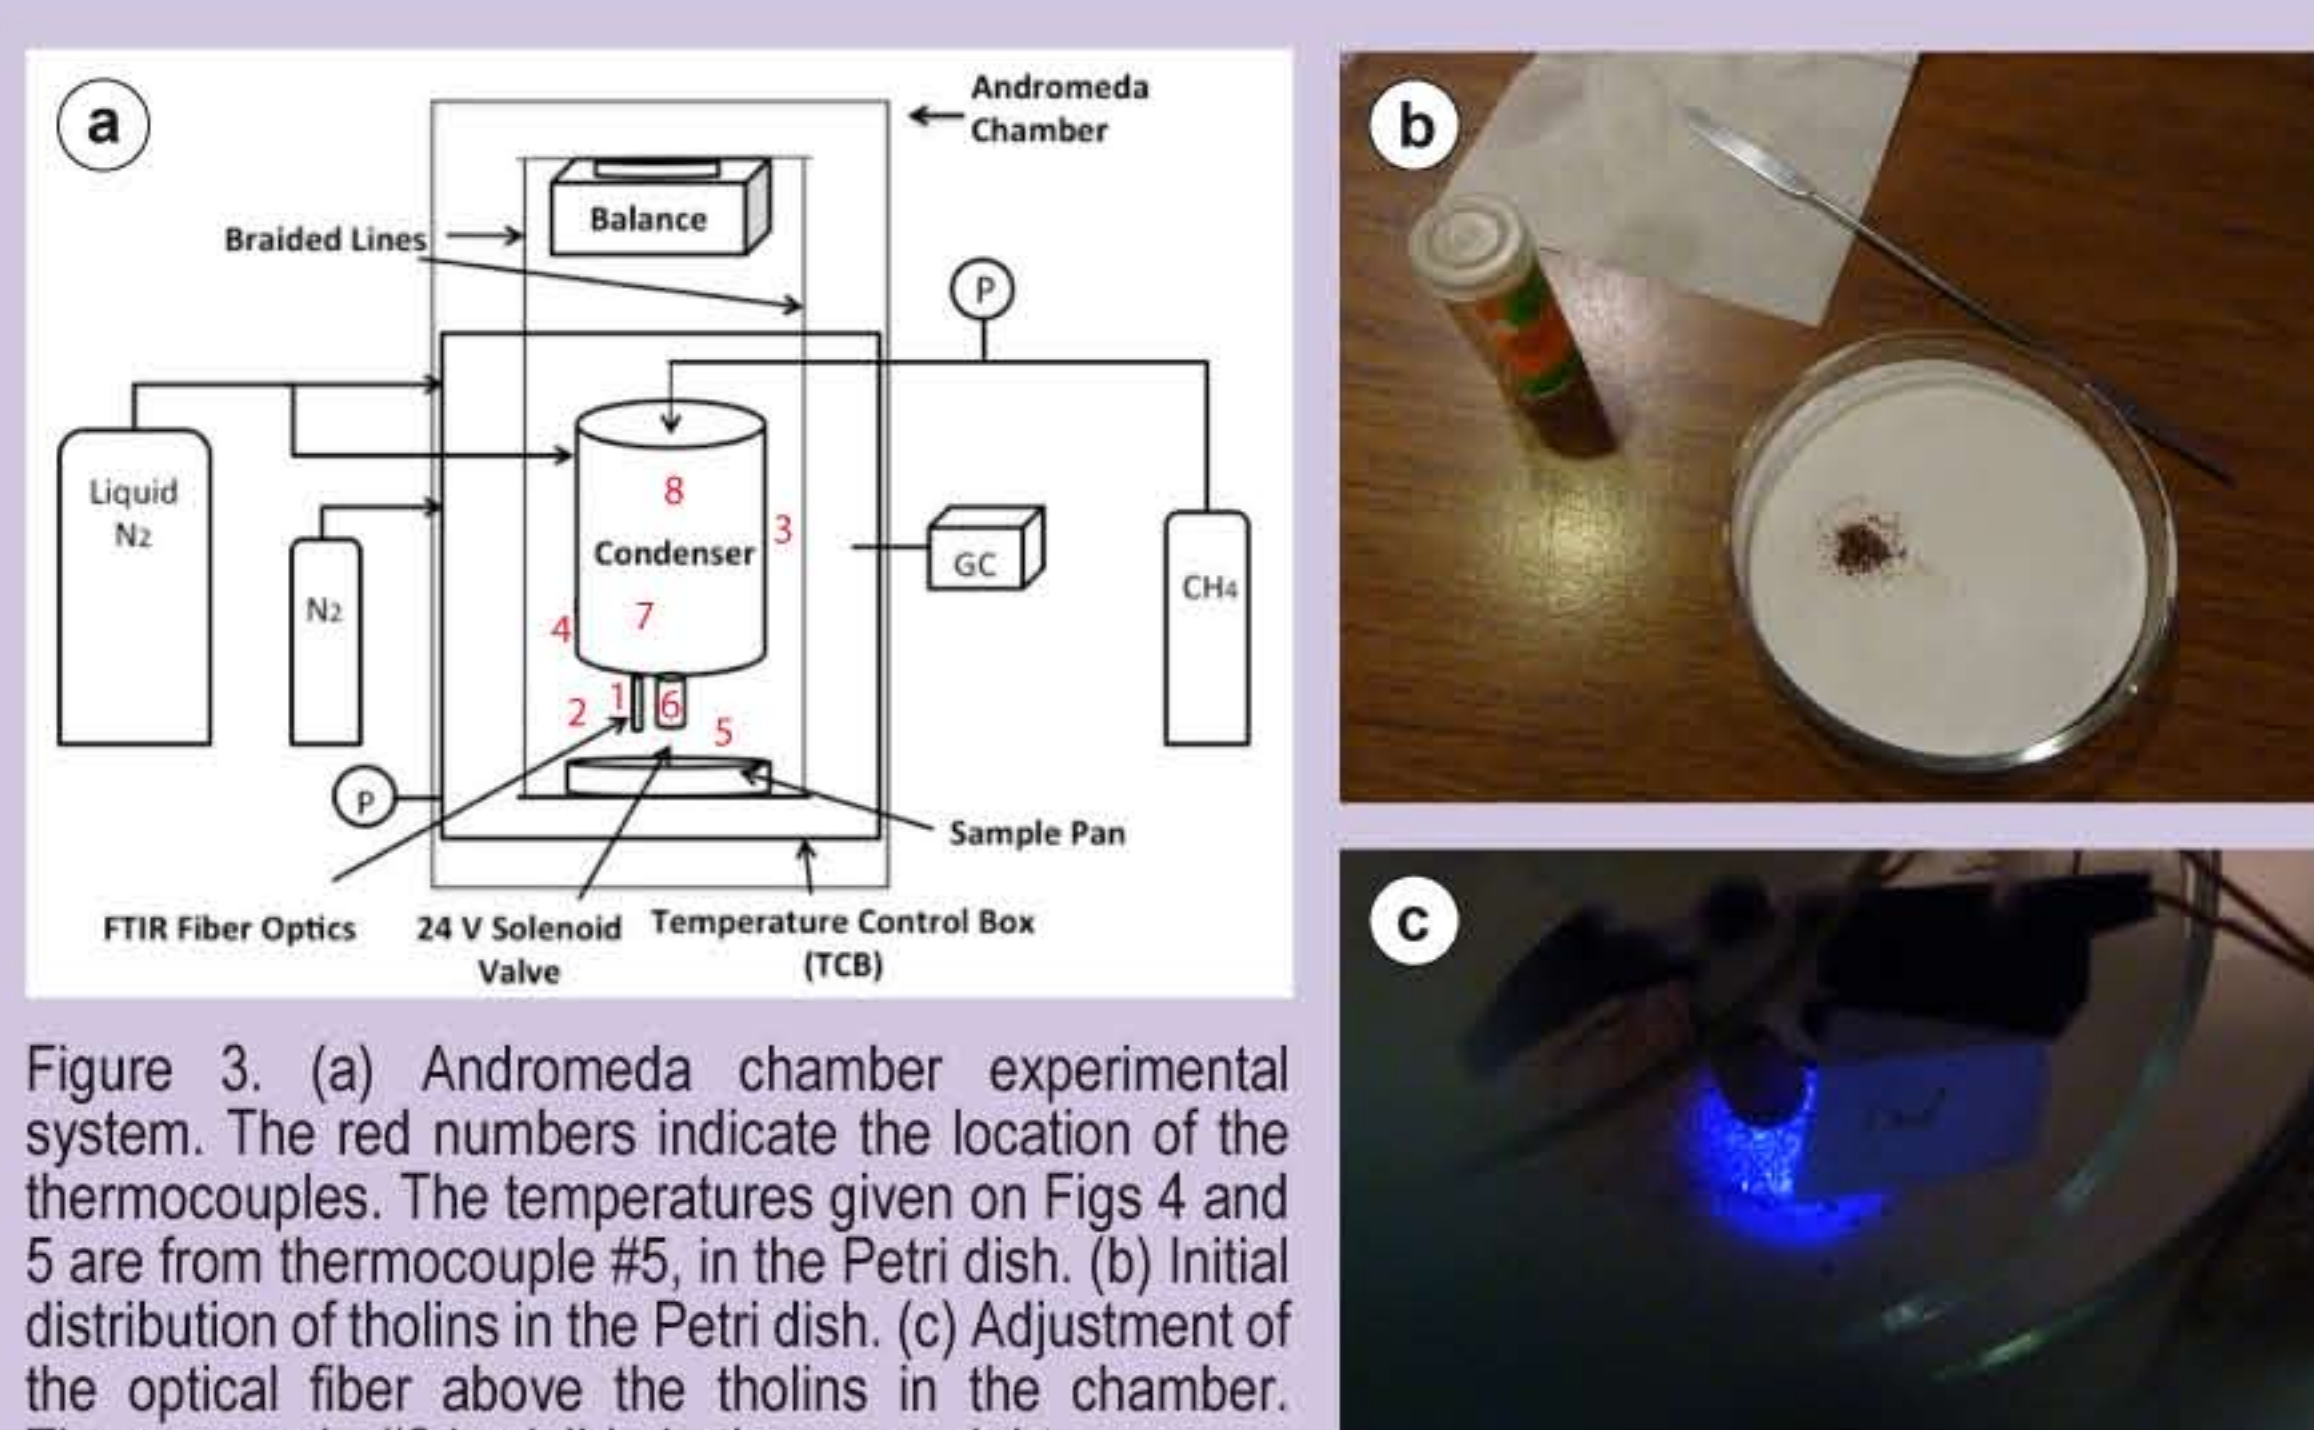 a
Andromeda
Chamber
Balance
Braided Lines
P
Liquid
N2
8
3
Condenser
GC
N2
CH4
7
4
1
6
2
5
P
Sample Pan
FTIR Fiber Optics
24 V Solenoid
Valve
Temperature Control Box
(TCB)
b
c
Figure 3. (a) Andromeda chamber experimental
system. The red numbers indicate the location of the
thermocouples. The temperatures given on Figs 4 and
5 are from thermocouple #5, in the Petri dish. (b) Initial
distribution of tholins in the Petri dish. (c) Adjustment of
the optical fiber above the tholins in the chamber.